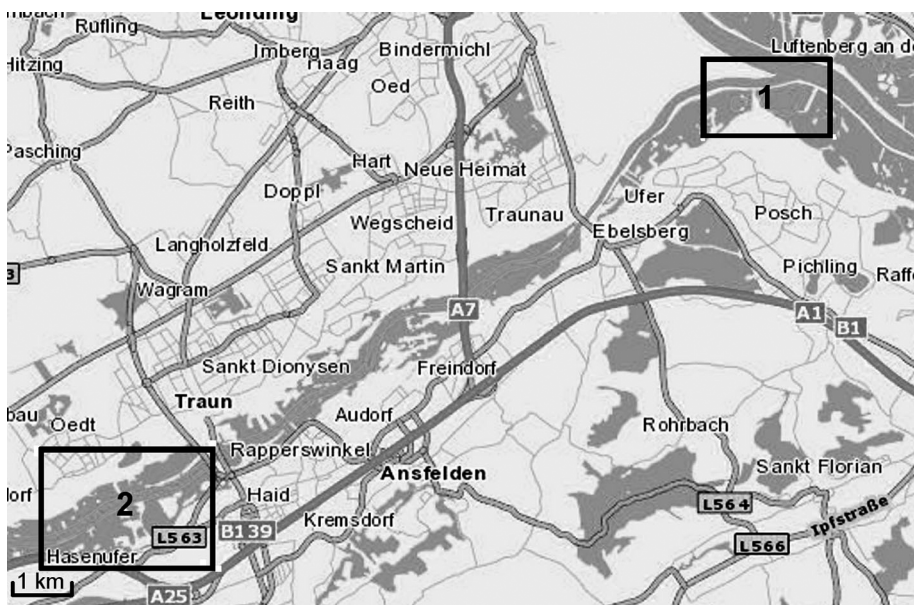 Leonding
Rufling
Bindermichl
Luftenberg an de
Imberg
Haag
Hitzing
Oed
Reith
1
Pasching
Hart
Neue Heimat
Doppl
Ufer
Wegscheid
Traunau
Posch
Ebelsberg
Langholzfeld
Sankt Martin
Pichling
Raffe
3
Wagram
A7
A1
B1
Sankt Dionysen
Freindorf
Traun
Audorf
Oedt
bau
Rohrbach
Rapperswinkel
Ansfelden
Sankt Florian
dorf
2
Haid
L564
Kremsdorf
B139
L563
Ipfstraße
L566
Hasenufer
1 km
A25